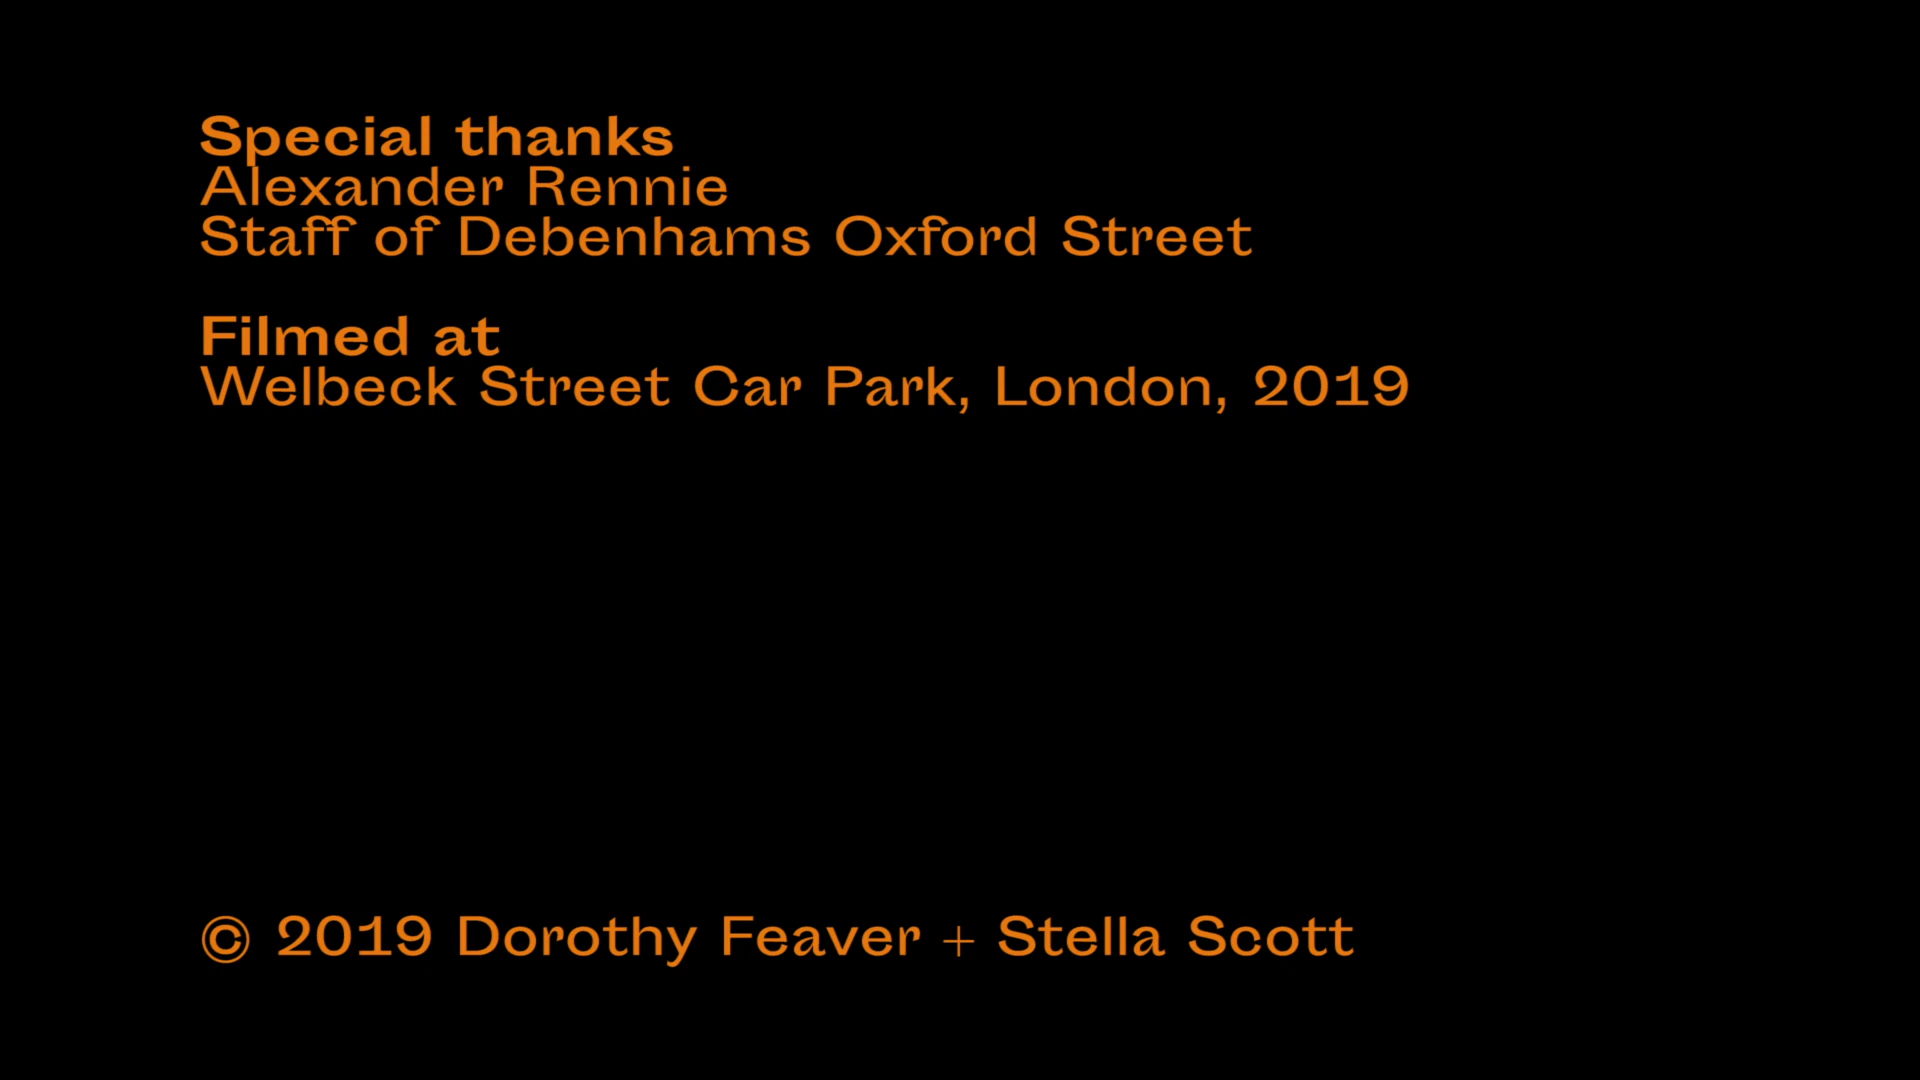 Special thanks
Alexander Rennie
Staff of Debenhams Oxford Street
Filmed at
Welbeck Street Car Park, London, 2019
© 2019 Dorothy Feaver + Stella Scott